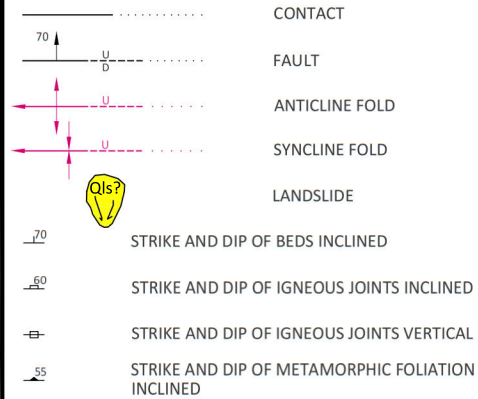 CONTACT
70
U
D
FAULT
U
ANTICLINE FOLD
U
SYNCLINE FOLD
Qls?
LANDSLIDE
70
STRIKE AND DIP OF BEDS INCLINED
60
STRIKE AND DIP OF IGNEOUS JOINTS INCLINED
STRIKE AND DIP OF IGNEOUS JOINTS VERTICAL
55
STRIKE AND DIP OF METAMORPHIC FOLIATION
INCLINED